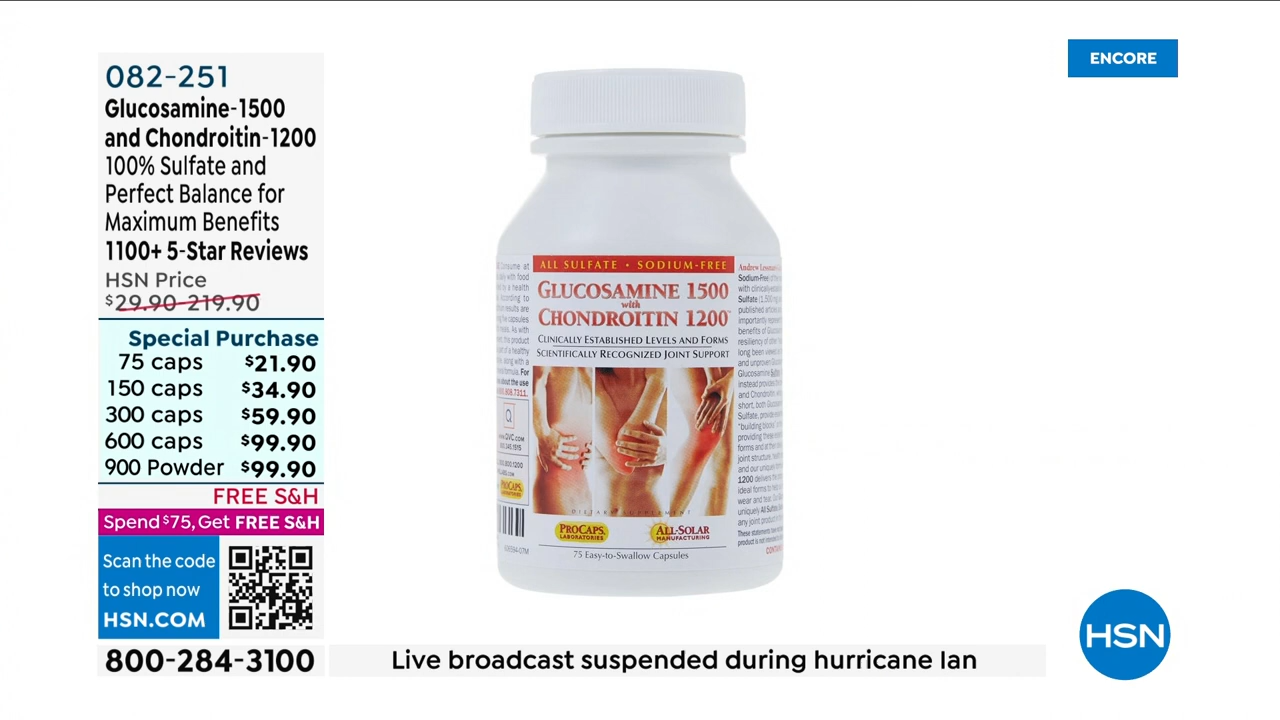 082-251
Glucosamine-1500
and Chondroitin-1200
100% Sulfate and
Perfect Balance for
Maximum Benefits
1100+ 5-Star Reviews
HSN Price
$29.90-219.90
Special Purchase
75 caps $21.90
150 caps $34.90
300 caps $59.90
600 caps $99.90
900 Powder $99.90
FREE S&H
Spend $75, Get FREE S&H
Scan the code
to shop now
HSN.COM
800-284-3100
ALL SULFATE • SODIUM-FREE
GLUCOSAMINE 1500
with
CHONDROITIN 1200™
CLINICALLY ESTABLISHED LEVELS AND FORMS
SCIENTIFICALLY RECOGNIZED JOINT SUPPORT
DIETARY SUPPLEMENT
PROCAPS
LABORATORIES
ALL-SOLAR
MANUFACTURING
75 Easy-to-Swallow Capsules
ENCORE
HSN
Live broadcast suspended during hurricane Ian